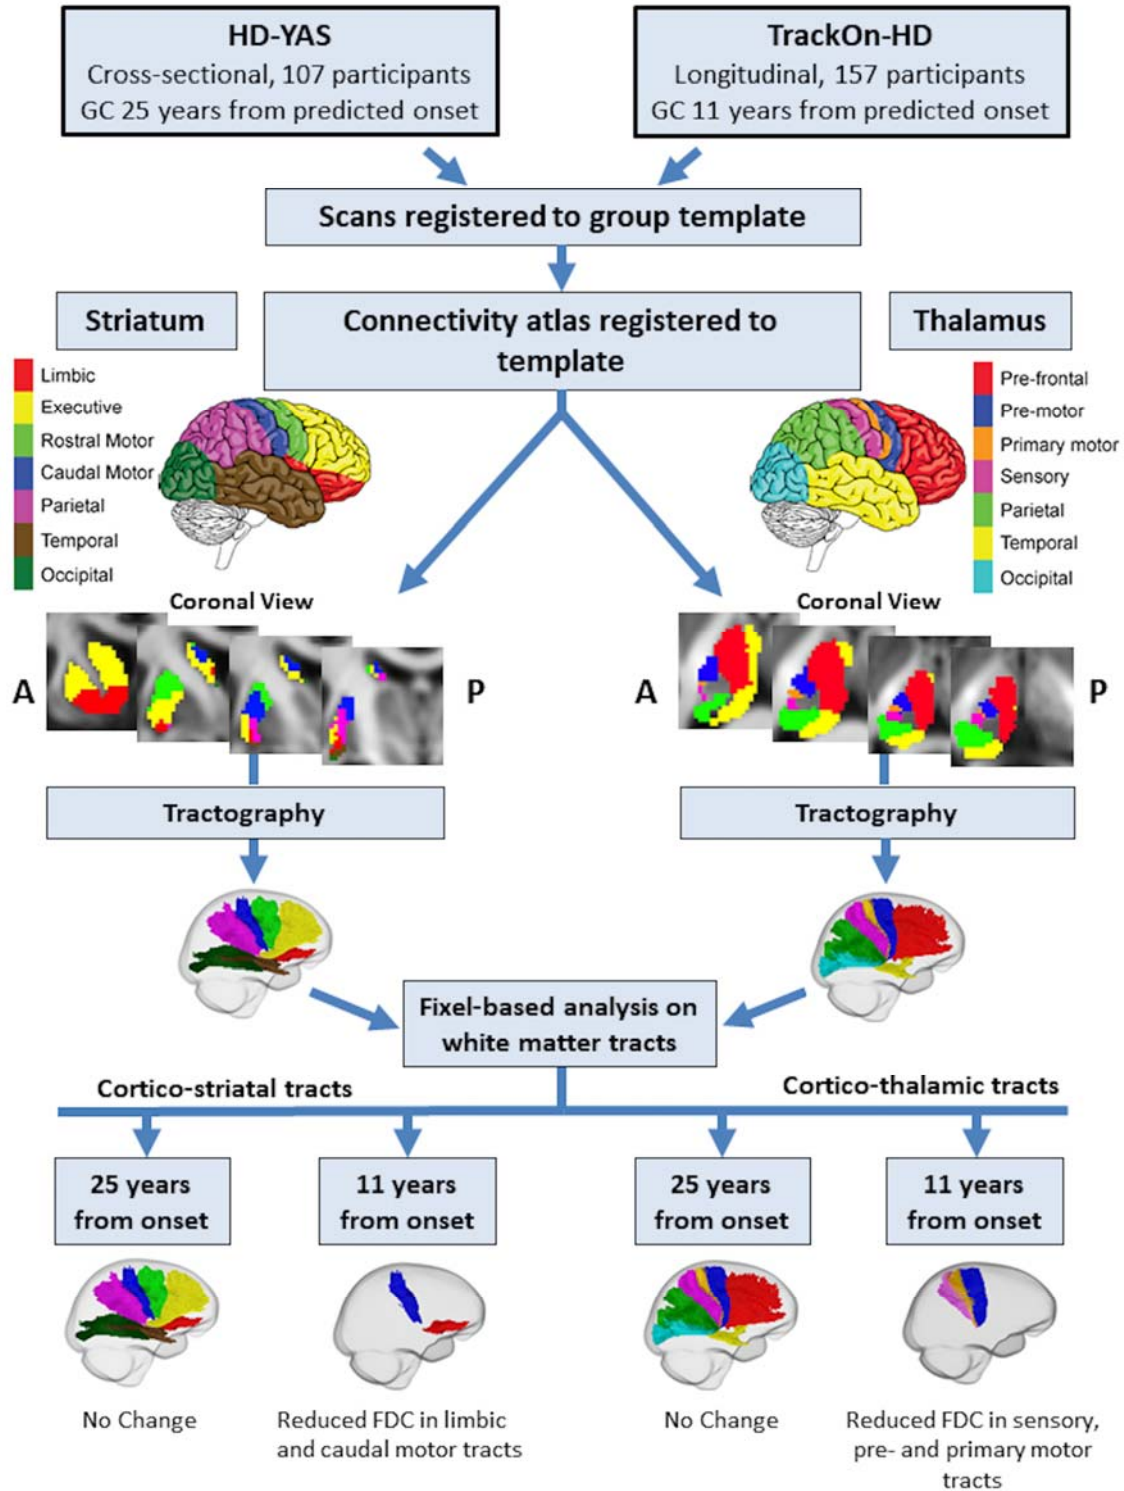 HD-YAS
Cross-sectional, 107 participants
GC 25 years from predicted onset
TrackOn-HD
Longitudinal, 157 participants
GC 11 years from predicted onset
Scans registered to group template
Striatum
Connectivity atlas registered to
template
Thalamus
Limbic
Executive
Rostral Motor
Caudal Motor
Parietal
Temporal
Occipital
Pre-frontal
Pre-motor
Primary motor
Sensory
Parietal
Temporal
Occipital
Coronal View
A
P
Coronal View
A
P
Tractography
Tractography
Fixel-based analysis on
white matter tracts
Cortico-striatal tracts
Cortico-thalamic tracts
25 years
from onset
11 years
from onset
25 years
from onset
11 years
from onset
No Change
Reduced FDC in limbic
and caudal motor tracts
No Change
Reduced FDC in sensory,
pre- and primary motor
tracts